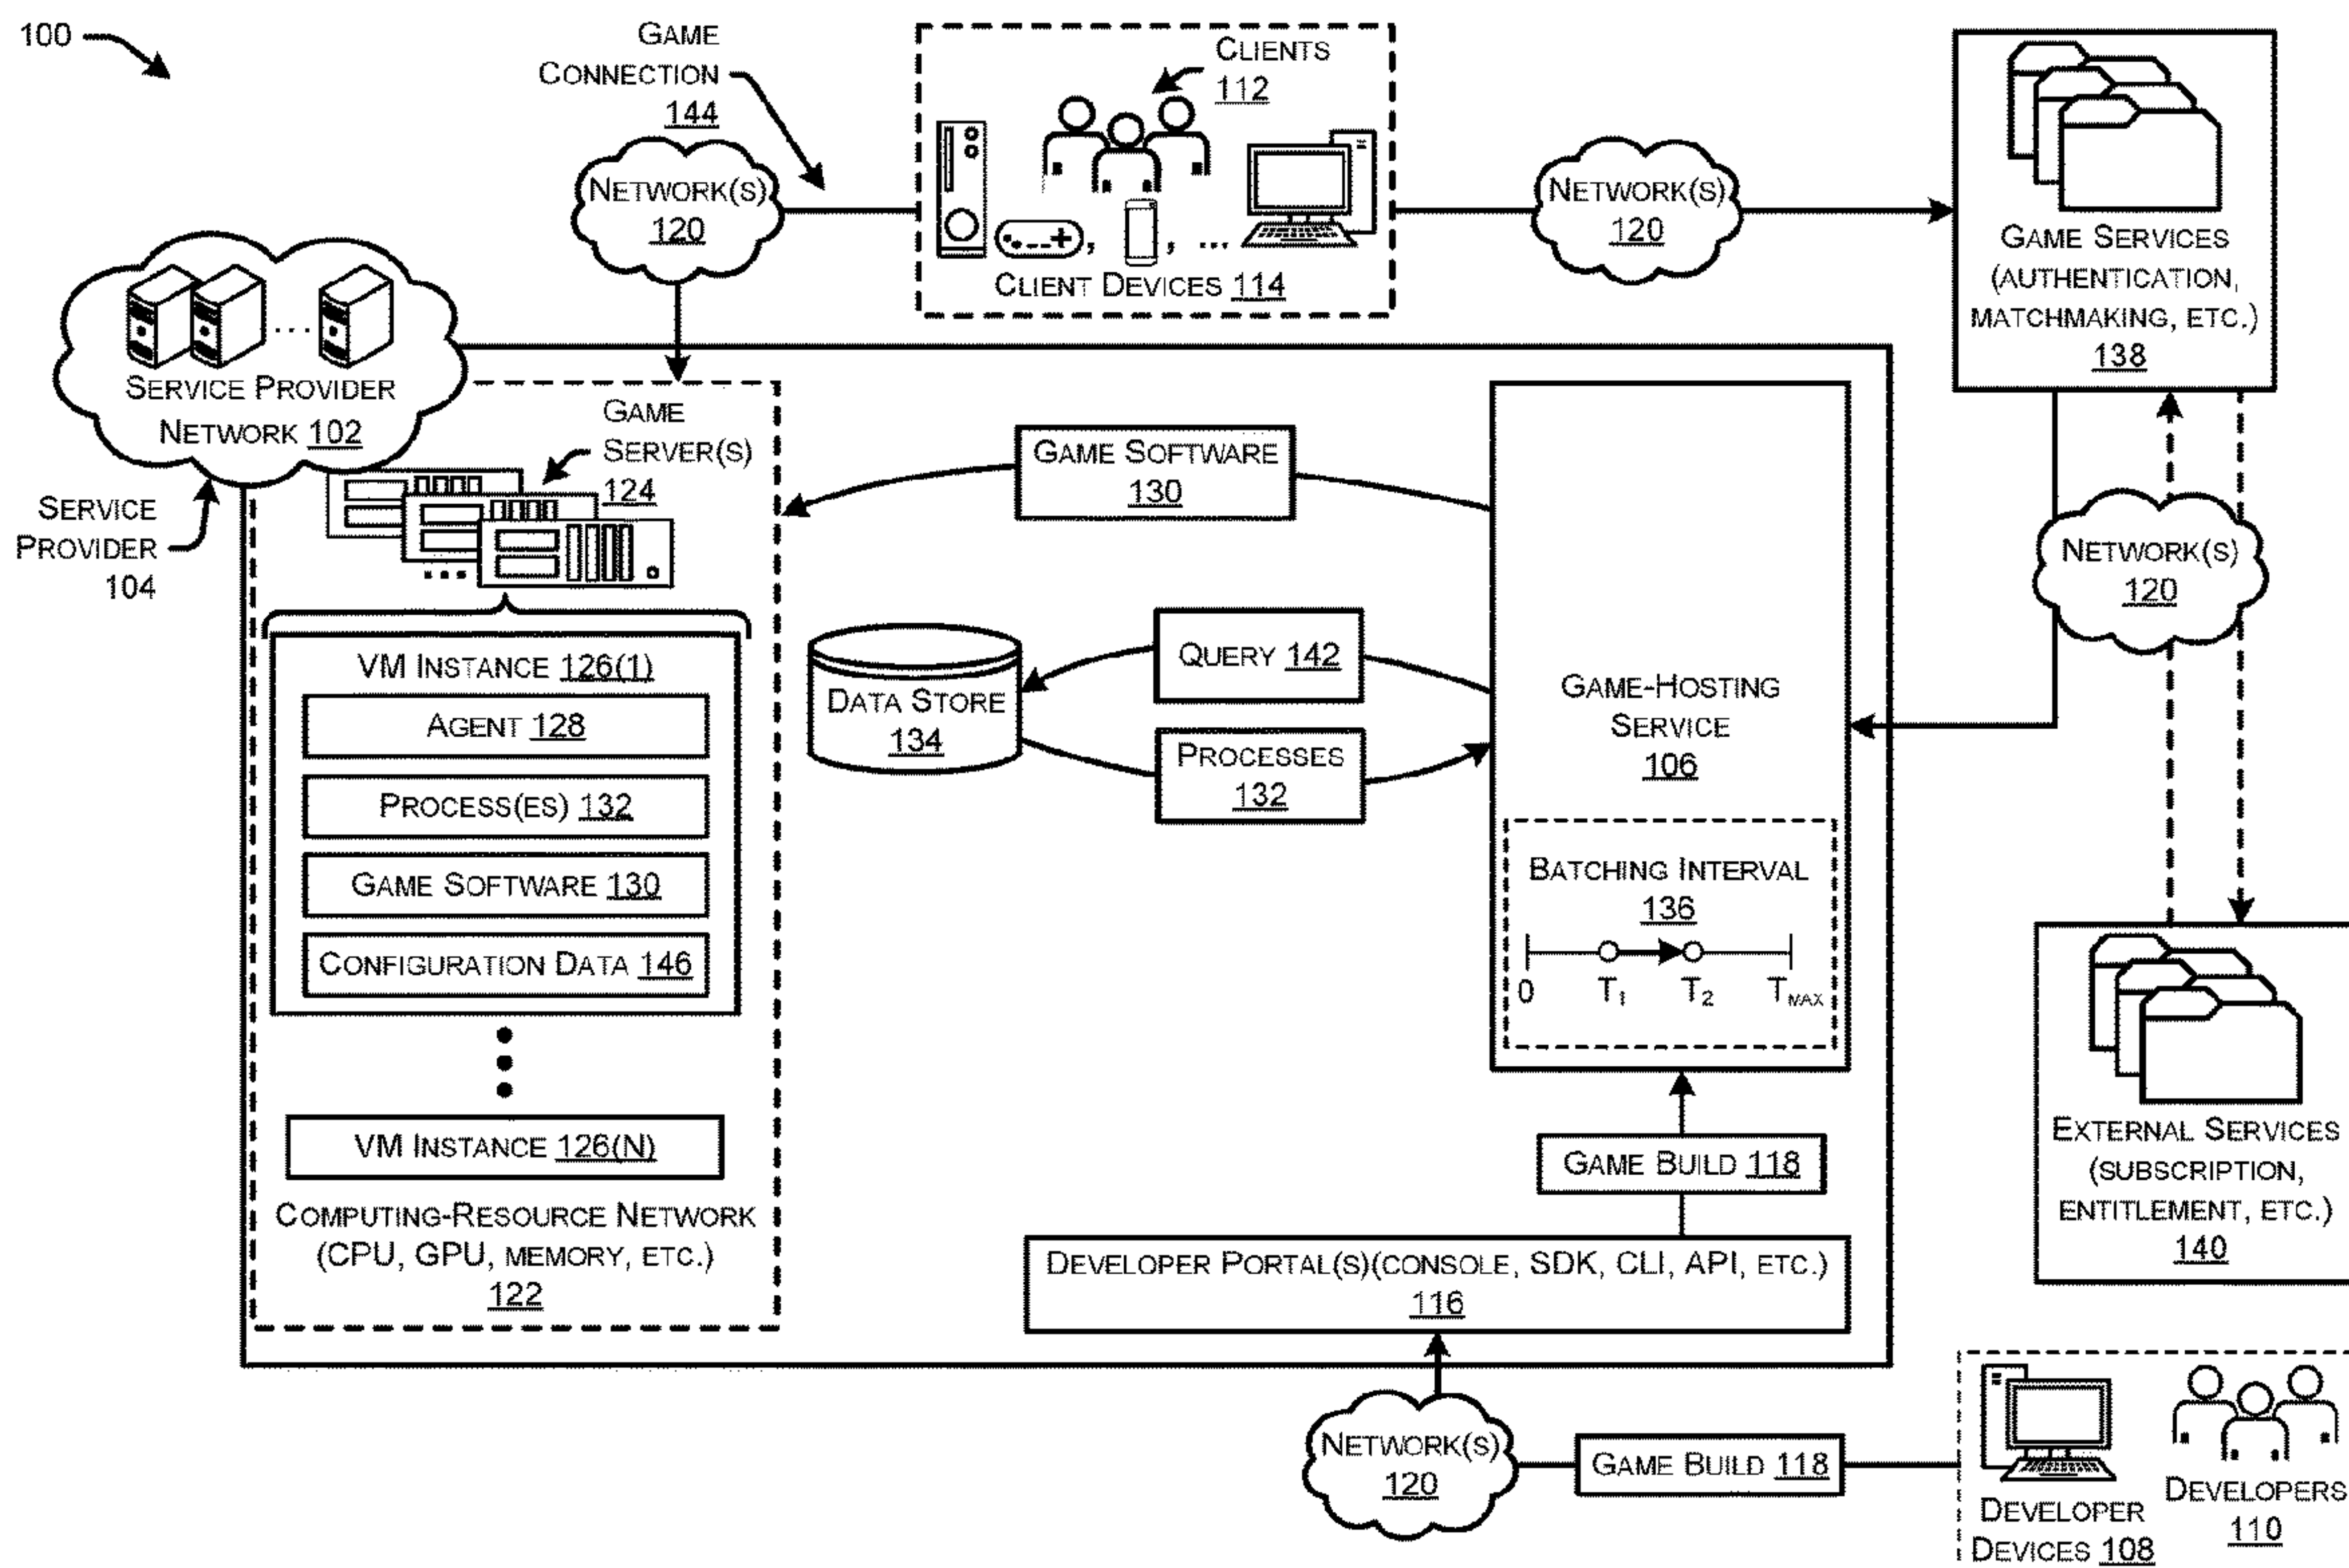 100
GAME
CONNECTION
144
NETWORK(S)
120
CLIENTS
112
CLIENT DEVICES 114
, , ...
NETWORK(S)
120
GAME SERVICES
(AUTHENTICATION,
MATCHMAKING, ETC.)
138
...
SERVICE PROVIDER
NETWORK 102
SERVICE
PROVIDER
104
GAME
SERVER(S)
124
...
VM INSTANCE 126(1)
AGENT 128
PROCESS(ES) 132
GAME SOFTWARE 130
CONFIGURATION DATA 146
VM INSTANCE 126(N)
COMPUTING-RESOURCE NETWORK
(CPU, GPU, MEMORY, ETC.)
122
GAME SOFTWARE
130
QUERY 142
DATA STORE
134
PROCESSES
132
GAME-HOSTING
SERVICE
106
BATCHING INTERVAL
136
0 T1 T2 TMAX
GAME BUILD 118
DEVELOPER PORTAL(S)(CONSOLE, SDK, CLI, API, ETC.)
116
NETWORK(S)
120
EXTERNAL SERVICES
(SUBSCRIPTION,
ENTITLEMENT, ETC.)
140
NETWORK(S)
120
GAME BUILD 118
DEVELOPER
DEVICES 108
DEVELOPERS
110